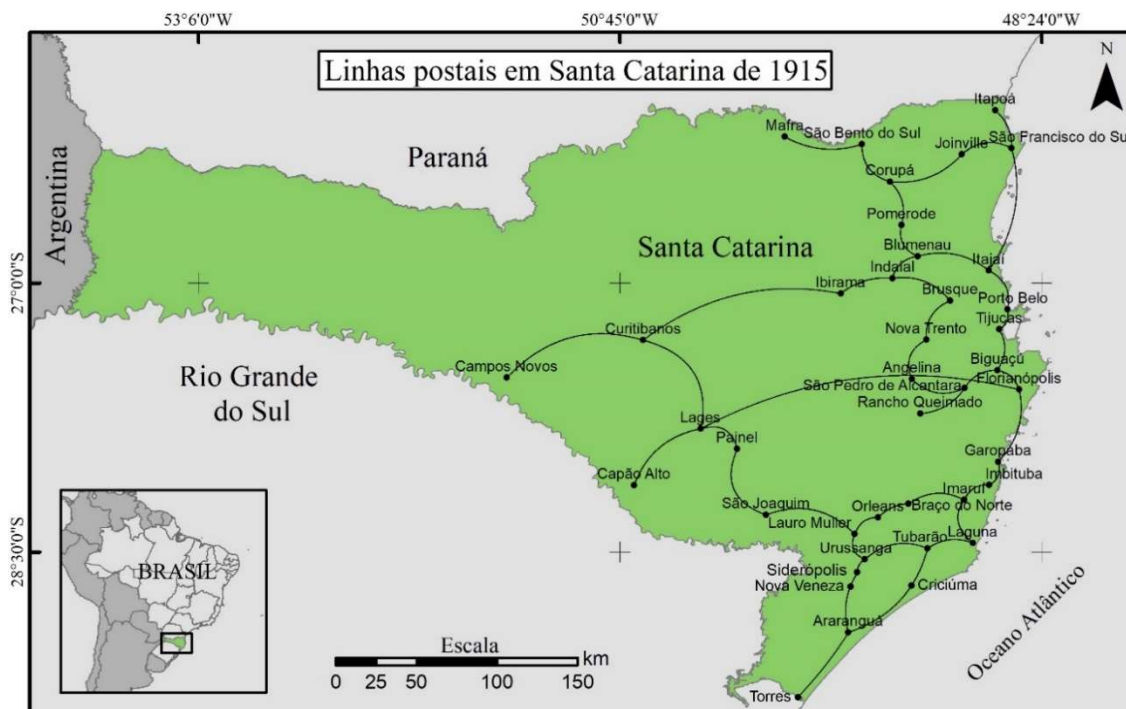 53°6'0"W
50°45'0"W
48°24'0"W
Linhas postais em Santa Catarina de 1915
N
Itapoá
Mafra
São Bento do Sul
Joinville
São Francisco do Su
Paraná
Corupá
Argentina
Pomerode
Santa Catarina
Blumenau
Indaial
Itajaí
27°0'0"S
Ibirama
Brusque
Porto Belo
Tijucas
Curitibanos
Nova Trento
Campos Novos
Angelina
Biguaçú
São Pedro de Alcantara
Florianópolis
Rio Grande
do Sul
Rancho Queimado
Lages
Painel
Garopaba
Capão Alto
Imbituba
Imaruí
São Joaquim
Orleans
Braço do Norte
Lauro Muller
Tubarão
Laguna
28°30'0"S
Urussanga
BRASIL
Siderópolis
Nova Veneza
Criciúma
Araranguá
Oceano Atlântico
Escala
km
0 25 50 100 150
Torres